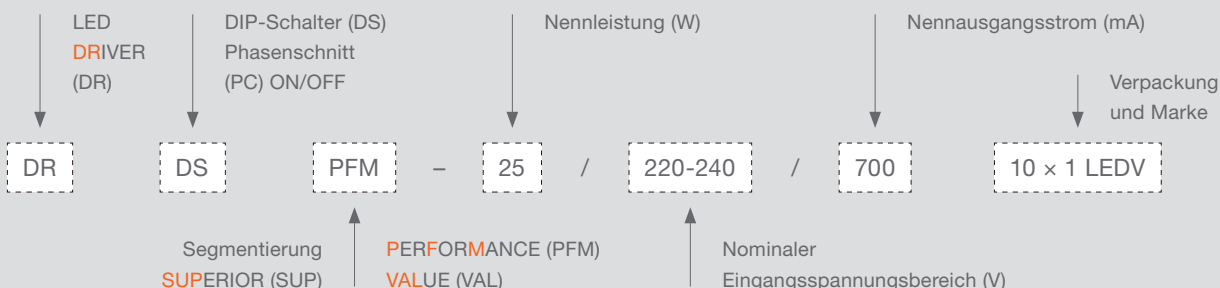 LED
DRIVER
(DR)
DIP-Schalter (DS)
Phasenschnitt
(PC) ON/OFF
Nennleistung (W)
Nennausgangsstrom (mA)
Verpackung
und Marke
DR DS PFM – 25 / 220-240 / 700 10 × 1 LEDV
Segmentierung
SUPERIOR (SUP)
PERFORMANCE (PFM)
VALUE (VAL)
Nominaler
Eingangsspannungsbereich (V)